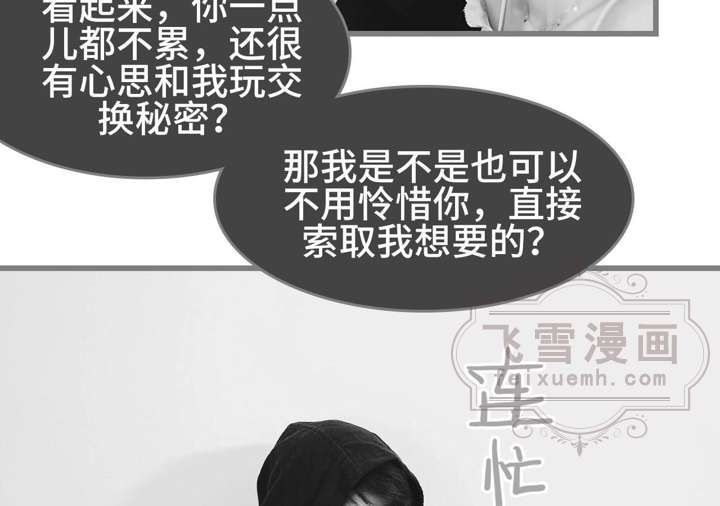 看起来，你一点
儿都不累，还很
有心思和我玩交
换秘密？
那我是不是也可以
不用怜惜你，直接
索取我想要的？
飞雪漫画
feixuemh.com
连
忙